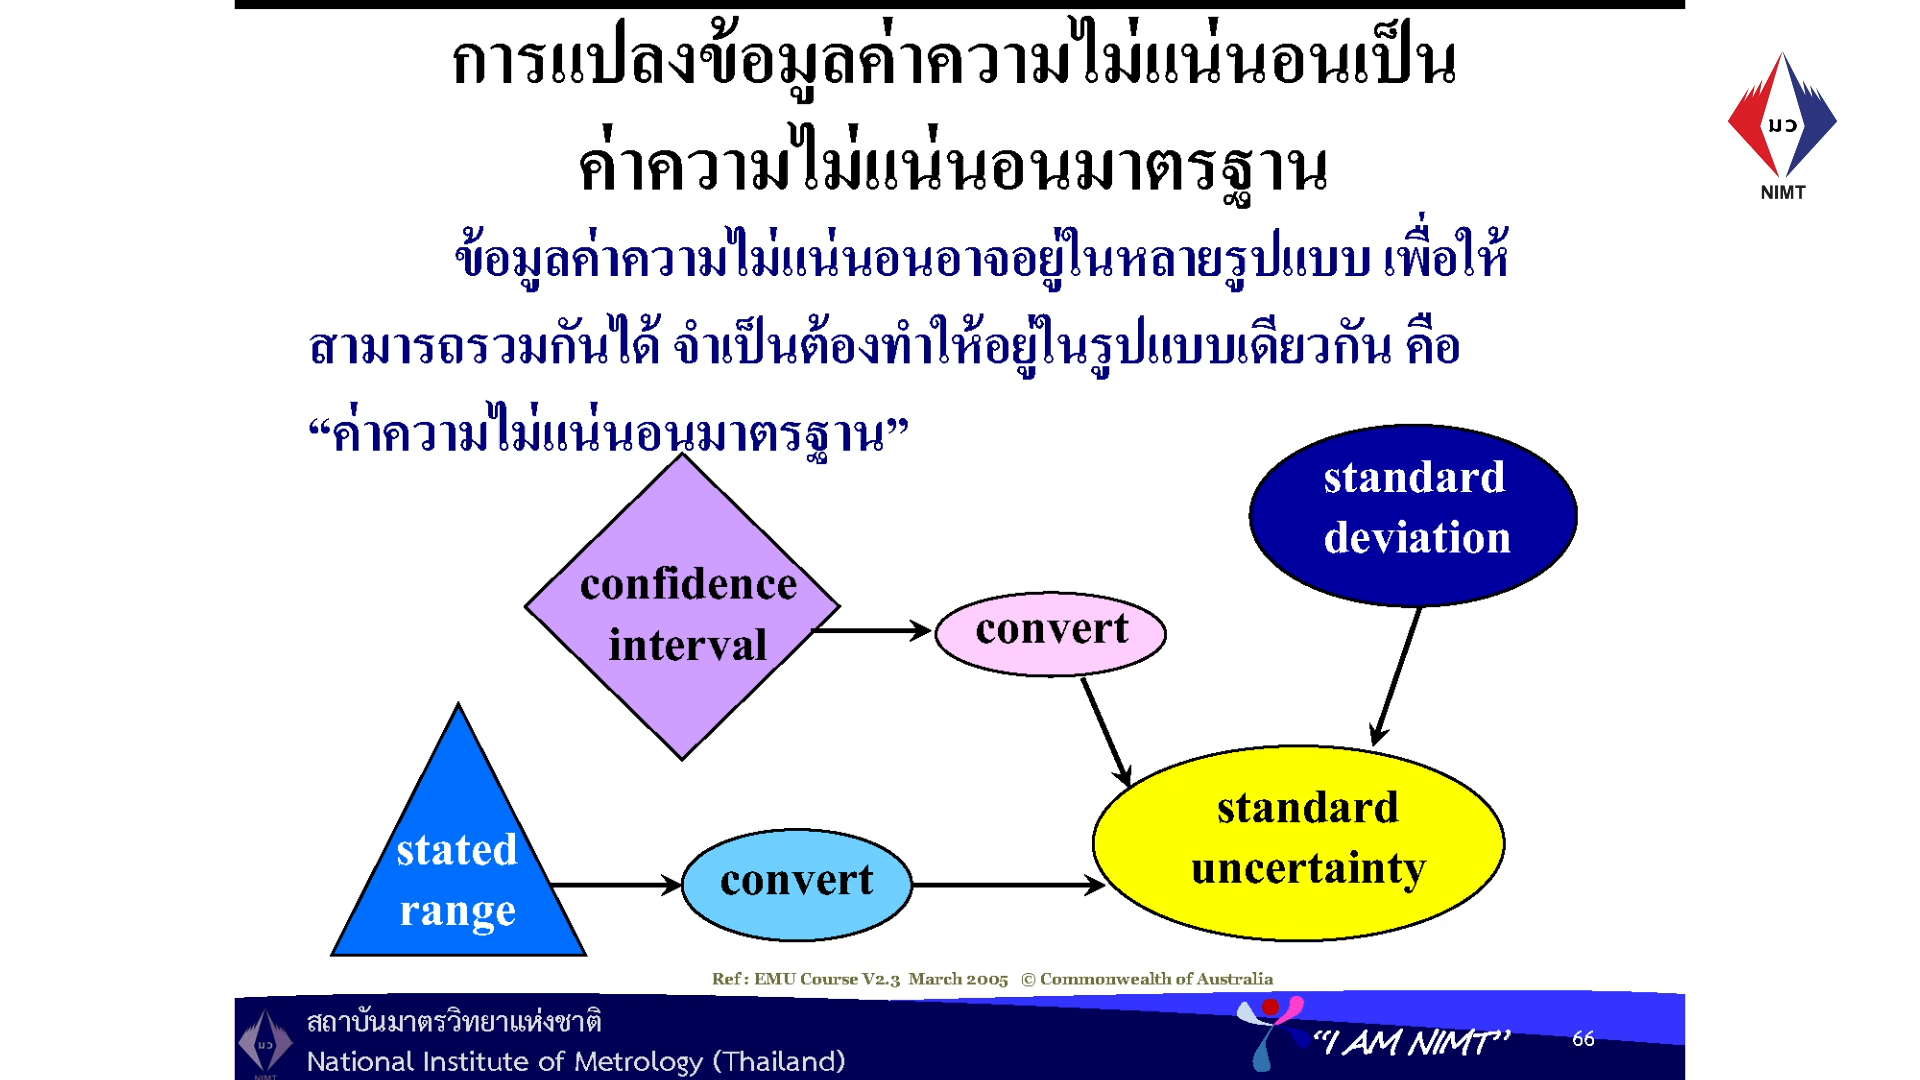 การแปลงข้อมูลค่าความไม่แน่นอนเป็น
ค่าความไม่แน่นอนมาตรฐาน
มว
NIMT
ข้อมูลค่าความไม่แน่นอนอาจอยู่ในหลายรูปแบบ เพื่อให้
สามารถรวมกันได้ จำเป็นต้องทำให้อยู่ในรูปแบบเดียวกัน คือ
“ค่าความไม่แน่นอนมาตรฐาน”
standard
deviation
confidence
interval
convert
standard
uncertainty
stated
range
convert
Ref : EMU Course V2.3 March 2005 © Commonwealth of Australia
สถาบันมาตรวิทยาแห่งชาติ
National Institute of Metrology (Thailand)
มว
NIMT
“I AM NIMT”
66